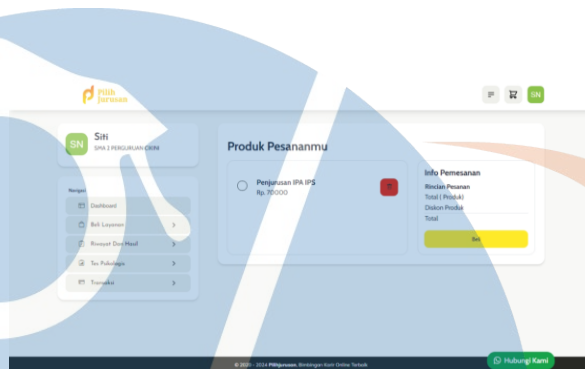 Pilih
Jurusan
SN
SN
Siti
SMA 2 PERGURUAN CIKINI
Navigasi
Dashboard
Beli Layanan
Riwayat Dan Hasil
Tes Psikologis
Transaksi
Produk Pesananmu
Penjurusan IPA IPS
Rp. 70000
Info Pemesanan
Rincian Pesanan
Total ( Produk)
Diskon Produk
Total
Beli
© 2020 - 2024 Pilihjurusan. Bimbingan Karir Online Terbaik
Hubungi Kami